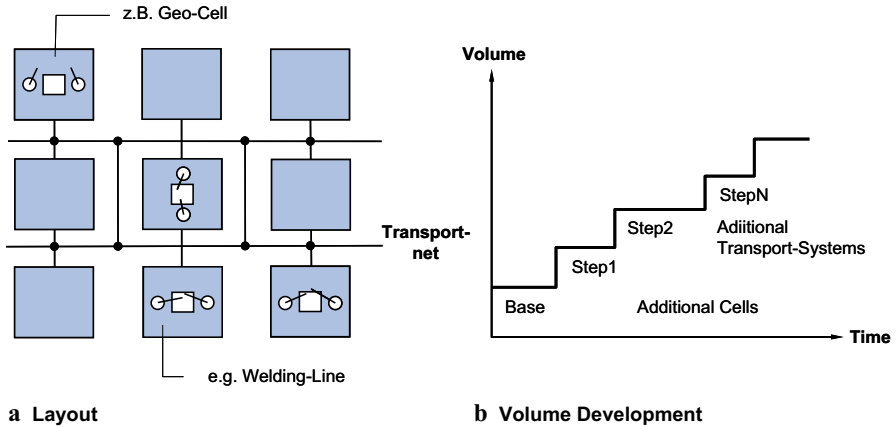 z.B. Geo-Cell
Transport-
net
e.g. Welding-Line
a Layout
Volume
StepN
Step2
Adiitional
Transport-Systems
Step1
Base
Additional Cells
Time
b Volume Development